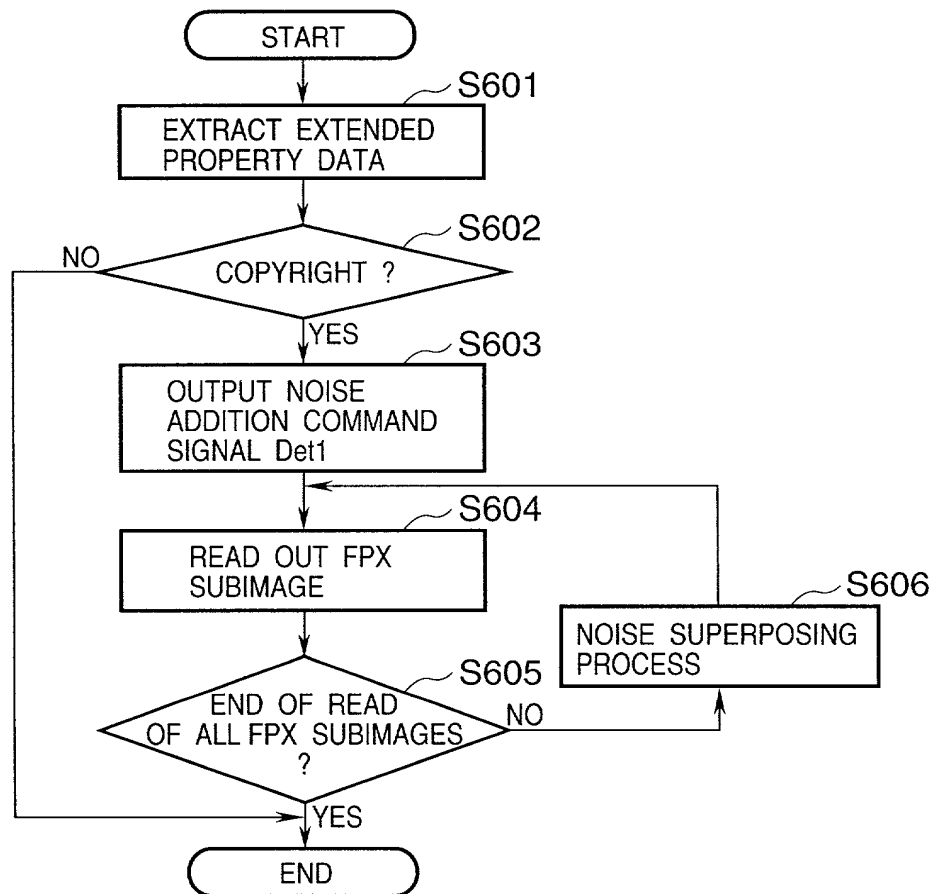 START
S601
EXTRACT EXTENDED
PROPERTY DATA
S602
NO
COPYRIGHT ?
YES
S603
OUTPUT NOISE
ADDITION COMMAND
SIGNAL Det1
S604
READ OUT FPX
SUBIMAGE
S606
NOISE SUPERPOSING
PROCESS
S605
END OF READ
OF ALL FPX SUBIMAGES
?
NO
YES
END